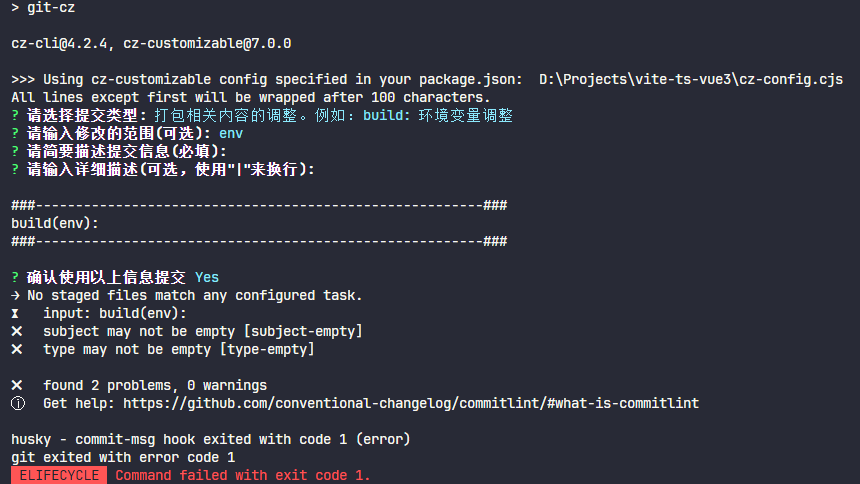 > git-cz
cz-cli@4.2.4, cz-customizable@7.0.0
>>> Using cz-customizable config specified in your package.json:  D:\Projects\vite-ts-vue3\cz-config.cjs
All lines except first will be wrapped after 100 characters.
? 请选择提交类型: 打包相关内容的调整。例如：build: 环境变量调整
? 请输入修改的范围(可选): env
? 请简要描述提交信息(必填):
? 请输入详细描述(可选，使用"|"来换行):
###--------------------------------------------------------###
build(env):
###--------------------------------------------------------###
? 确认使用以上信息提交 Yes
→ No staged files match any configured task.
⧗   input: build(env):
✖   subject may not be empty [subject-empty]
✖   type may not be empty [type-empty]
✖   found 2 problems, 0 warnings
ⓘ   Get help: https://github.com/conventional-changelog/commitlint/#what-is-commitlint
husky - commit-msg hook exited with code 1 (error)
git exited with error code 1
ELIFECYCLE  Command failed with exit code 1.